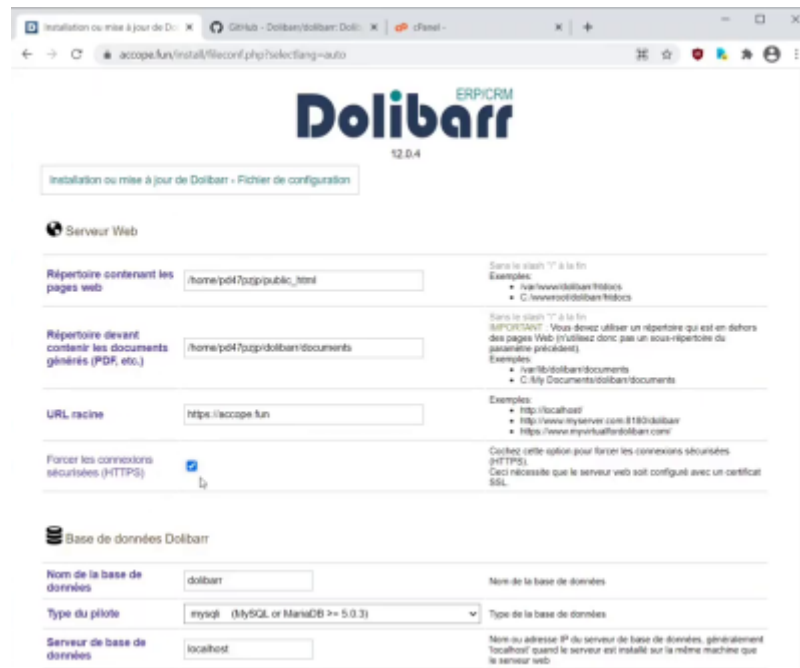 Installation ou mise à jour de Do
GitHub - Dolibarr/dolibarr: Dolib
cPanel -
accope.fun/install/fileconf.php?selectlang=auto
Dolibarr
ERP/CRM
12.0.4
Installation ou mise à jour de Dolibarr - Fichier de configuration
Serveur Web
Répertoire contenant les
pages web
/home/pd47pzjp/public_html
Sans le slash "/" à la fin
Exemples:
• /var/www/dolibarr/htdocs
• C:/wwwroot/dolibarr/htdocs
Répertoire devant
contenir les documents
générés (PDF, etc.)
/home/pd47pzjp/dolibarr/documents
Sans le slash "/" à la fin
IMPORTANT : Vous devez utiliser un répertoire qui est en dehors
des pages Web (n'utilisez donc pas un sous-répertoire du
paramètre précédent).
Exemples:
• /var/lib/dolibarr/documents
• C:/My Documents/dolibarr/documents
URL racine
https://accope.fun
Exemples:
• http://localhost/
• http://www.myserver.com:8180/dolibarr
• https://www.myvirtualfordolibarr.com/
Forcer les connexions
sécurisées (HTTPS)
Cochez cette option pour forcer les connexions sécurisées
(HTTPS).
Ceci nécessite que le serveur web soit configuré avec un certificat
SSL.
Base de données Dolibarr
Nom de la base de
données
dolibarr
Nom de la base de données
Type du pilote
mysqli (MySQL or MariaDB >= 5.0.3)
Type de la base de données
Serveur de base de
données
localhost
Nom ou adresse IP du serveur de base de données, généralement
'localhost' quand le serveur est installé sur la même machine que
le serveur web